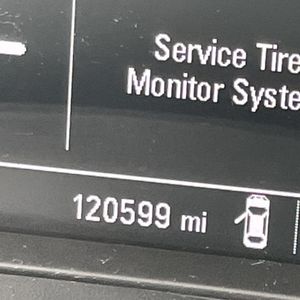 Service Tire
Monitor Syste
120599 mi